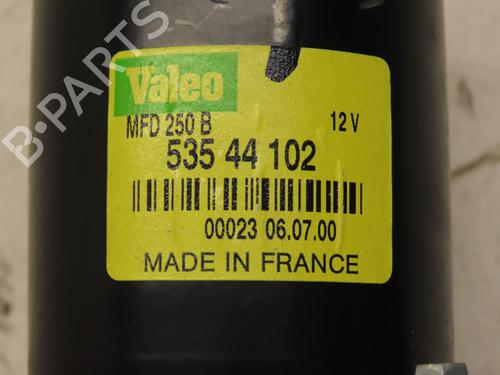 B-PARTS
Valeo
MFD 250 B 12 V
535 44 102
00023 06.07.00
MADE IN FRANCE